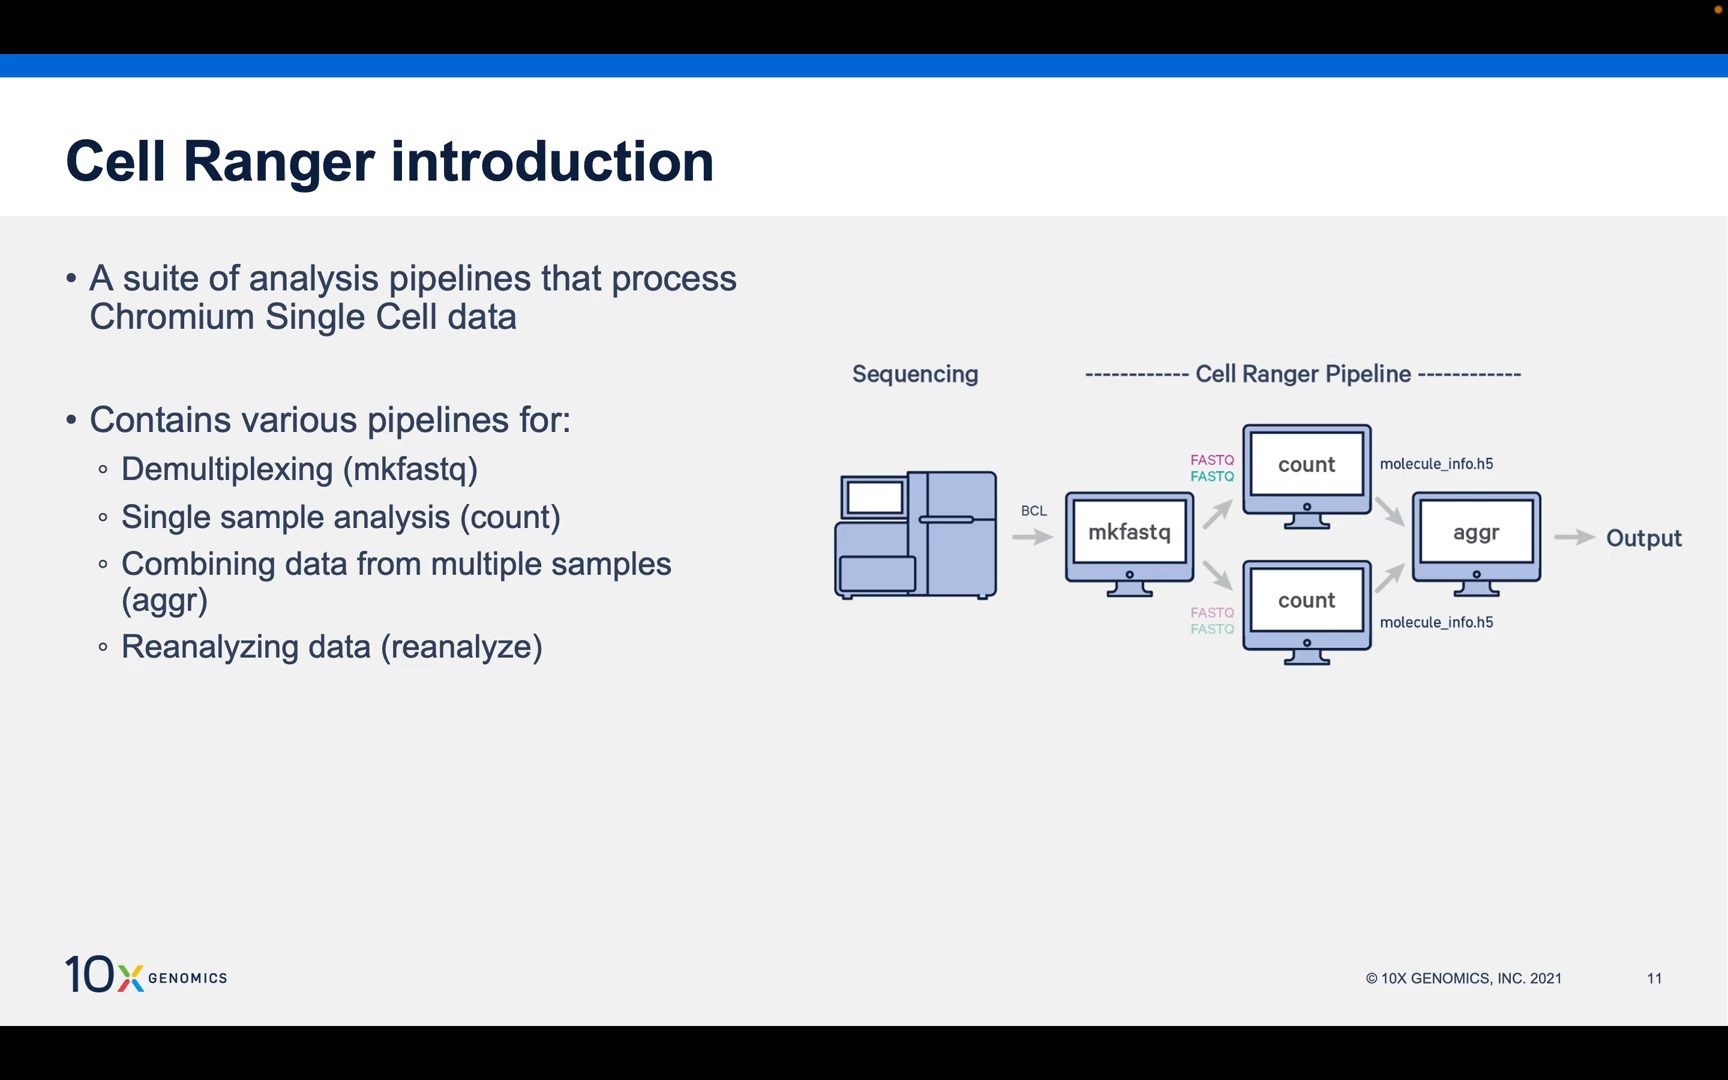 Cell Ranger introduction
• A suite of analysis pipelines that process
Chromium Single Cell data
• Contains various pipelines for:
◦ Demultiplexing (mkfastq)
◦ Single sample analysis (count)
◦ Combining data from multiple samples
(aggr)
◦ Reanalyzing data (reanalyze)
Sequencing
------------ Cell Ranger Pipeline ------------
BCL
mkfastq
FASTQ
FASTQ
count
molecule_info.h5
FASTQ
FASTQ
count
molecule_info.h5
aggr
Output
10x GENOMICS
© 10X GENOMICS, INC. 2021
11